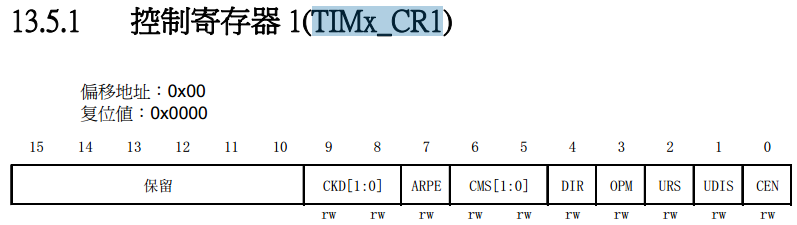 13.5.1 控制寄存器 1(TIMx_CR1)
偏移地址：0x00
复位值：0x0000
15 14 13 12 11 10 9 8 7 6 5 4 3 2 1 0
保留 CKD[1:0] ARPE CMS[1:0] DIR OPM URS UDIS CEN
rw rw rw rw rw rw rw rw rw rw